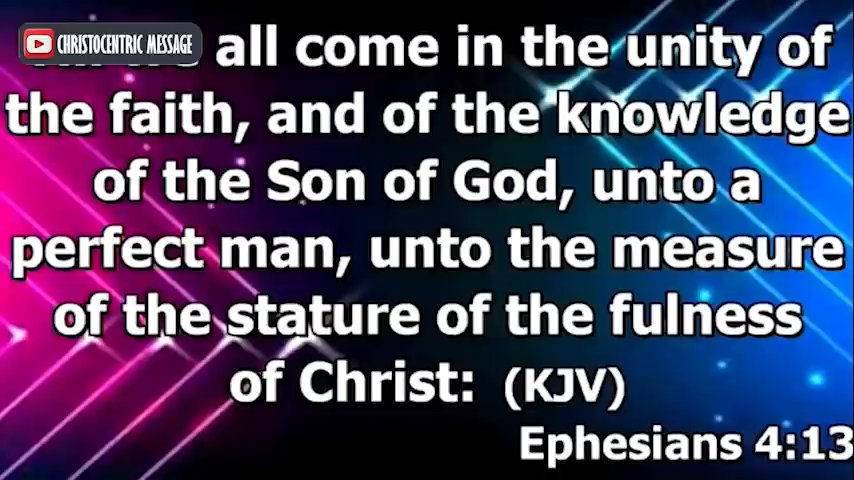 CHRISTOCENTRIC MESSAGE
all come in the unity of
the faith, and of the knowledge
of the Son of God, unto a
perfect man, unto the measure
of the stature of the fulness
of Christ: (KJV)
Ephesians 4:13